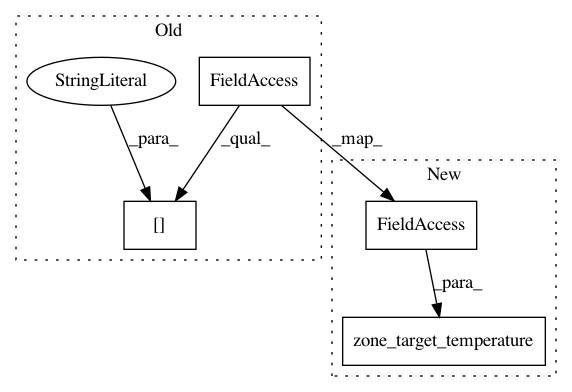 Old
StringLiteral
FieldAccess
_para_
_qual_
_map_
New
[]
FieldAccess
_para_
zone_target_temperature